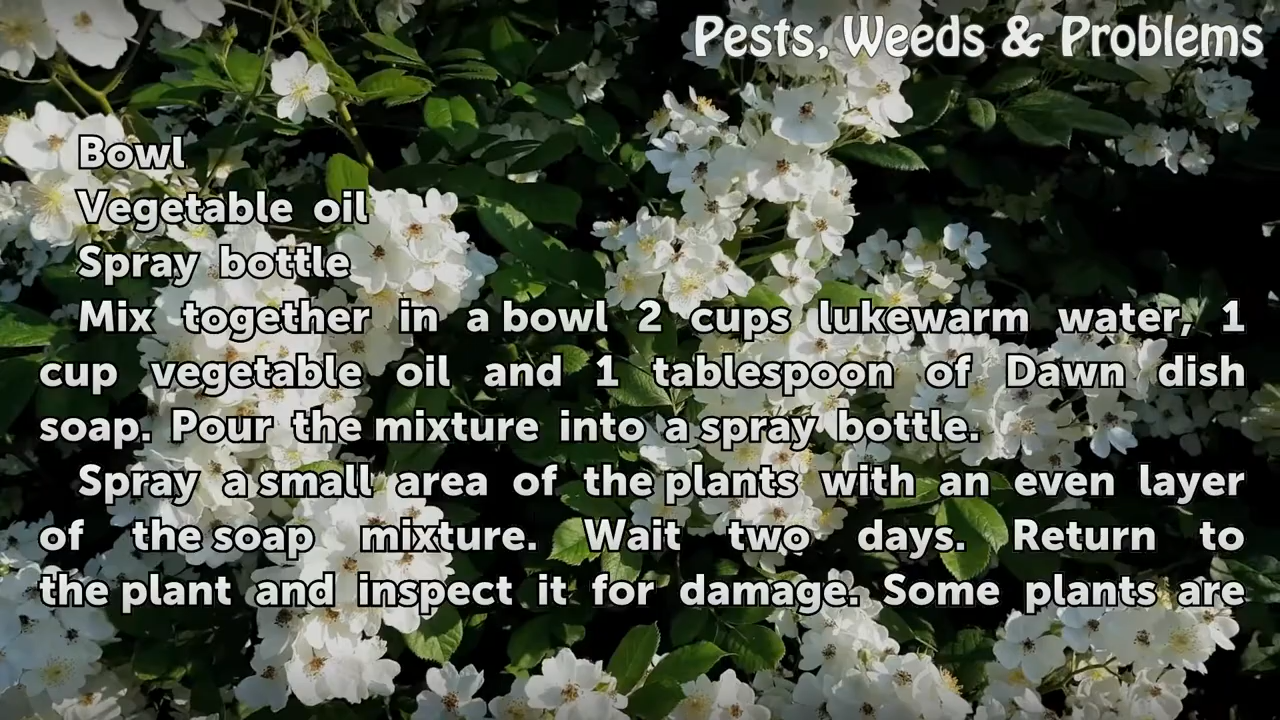 Pests, Weeds & Problems
Bowl
Vegetable oil
Spray bottle
Mix together in a bowl 2 cups lukewarm water, 1
cup vegetable oil and 1 tablespoon of Dawn dish
soap. Pour the mixture into a spray bottle.
Spray a small area of the plants with an even layer
of the soap mixture. Wait two days. Return to
the plant and inspect it for damage. Some plants are